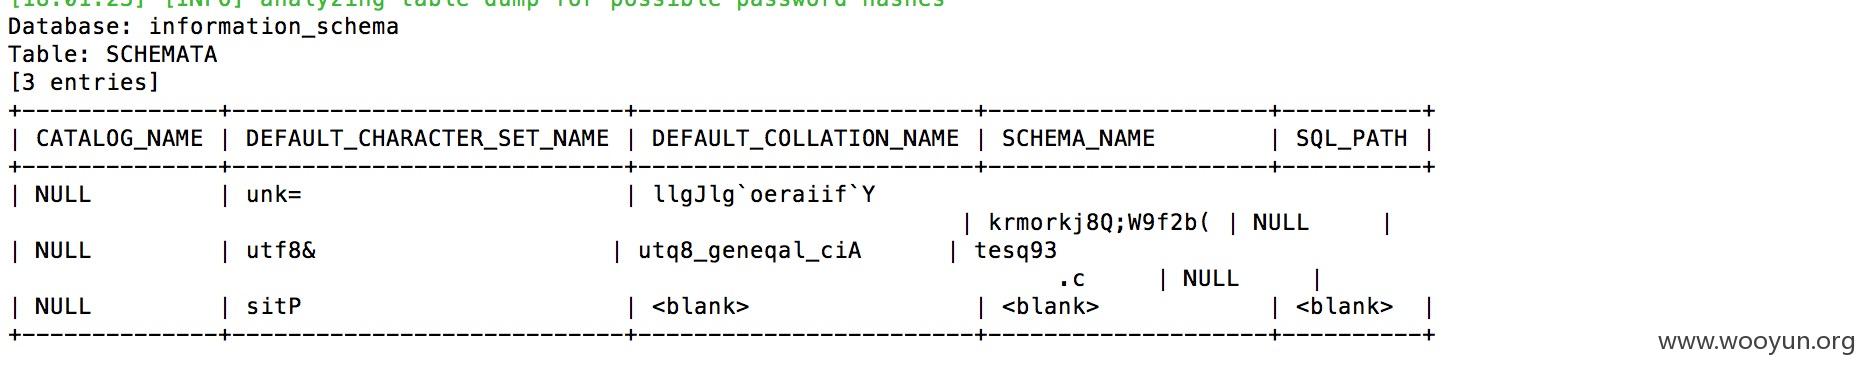 [18:01:25] [INFO] analyzing table dump for possible password hashes
Database: information_schema
Table: SCHEMATA
[3 entries]
+---------------+----------------------------+------------------------+--------------------+----------+
| CATALOG_NAME | DEFAULT_CHARACTER_SET_NAME | DEFAULT_COLLATION_NAME | SCHEMA_NAME | SQL_PATH |
+---------------+----------------------------+------------------------+--------------------+----------+
| NULL | unk= | llgJlg`oeraiif`Y
| krmorkj8Q;W9f2b( | NULL |
| NULL | utf8& | utq8_geneqal_ciA | tesq93
.c | NULL |
| NULL | sitP | <blank> | <blank> | <blank> |
+---------------+----------------------------+------------------------+--------------------+----------+
www.wooyun.org